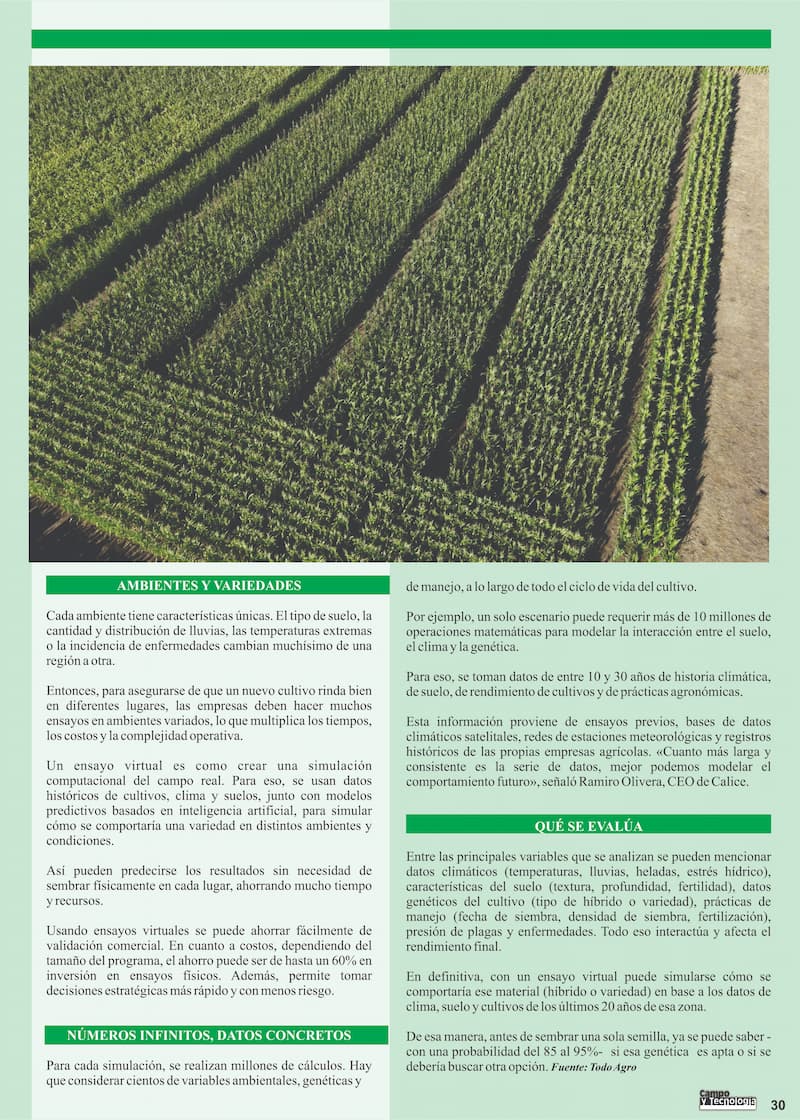 AMBIENTES Y VARIEDADES
Cada ambiente tiene características únicas. El tipo de suelo, la
cantidad y distribución de lluvias, las temperaturas extremas
o la incidencia de enfermedades cambian muchísimo de una
región a otra.
Entonces, para asegurarse de que un nuevo cultivo rinda bien
en diferentes lugares, las empresas deben hacer muchos
ensayos en ambientes variados, lo que multiplica los tiempos,
los costos y la complejidad operativa.
Un ensayo virtual es como crear una simulación
computacional del campo real. Para eso, se usan datos
históricos de cultivos, clima y suelos, junto con modelos
predictivos basados en inteligencia artificial, para simular
cómo se comportaría una variedad en distintos ambientes y
condiciones.
Así pueden predecirse los resultados sin necesidad de
sembrar físicamente en cada lugar, ahorrando mucho tiempo
y recursos.
Usando ensayos virtuales se puede ahorrar fácilmente de
validación comercial. En cuanto a costos, dependiendo del
tamaño del programa, el ahorro puede ser de hasta un 60% en
inversión en ensayos físicos. Además, permite tomar
decisiones estratégicas más rápido y con menos riesgo.
NÚMEROS INFINITOS, DATOS CONCRETOS
Para cada simulación, se realizan millones de cálculos. Hay
que considerar cientos de variables ambientales, genéticas y
de manejo, a lo largo de todo el ciclo de vida del cultivo.
Por ejemplo, un solo escenario puede requerir más de 10 millones de
operaciones matemáticas para modelar la interacción entre el suelo,
el clima y la genética.
Para eso, se toman datos de entre 10 y 30 años de historia climática,
de suelo, de rendimiento de cultivos y de prácticas agronómicas.
Esta información proviene de ensayos previos, bases de datos
climáticos satelitales, redes de estaciones meteorológicas y registros
históricos de las propias empresas agrícolas. «Cuanto más larga y
consistente es la serie de datos, mejor podemos modelar el
comportamiento futuro», señaló Ramiro Olivera, CEO de Calice.
QUÉ SE EVALÚA
Entre las principales variables que se analizan se pueden mencionar
datos climáticos (temperaturas, lluvias, heladas, estrés hídrico),
características del suelo (textura, profundidad, fertilidad), datos
genéticos del cultivo (tipo de híbrido o variedad), prácticas de
manejo (fecha de siembra, densidad de siembra, fertilización),
presión de plagas y enfermedades. Todo eso interactúa y afecta el
rendimiento final.
En definitiva, con un ensayo virtual puede simularse cómo se
comportaría ese material (híbrido o variedad) en base a los datos de
clima, suelo y cultivos de los últimos 20 años de esa zona.
De esa manera, antes de sembrar una sola semilla, ya se puede saber -
con una probabilidad del 85 al 95%- si esa genética es apta o si se
debería buscar otra opción. Fuente: Todo Agro
Campo
y Tecnología
30